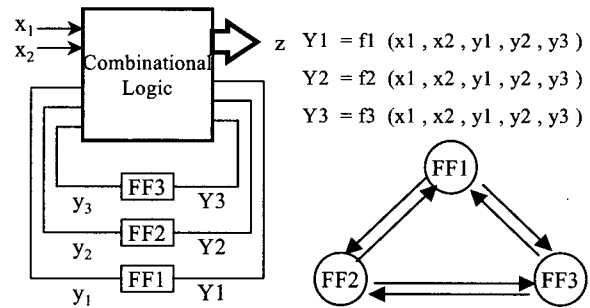 x1
x2
Combinational
Logic
z
Y1 = f1 (x1 , x2 , y1 , y2 , y3)
Y2 = f2 (x1 , x2 , y1 , y2 , y3)
Y3 = f3 (x1 , x2 , y1 , y2 , y3)
y3
FF3
Y3
y2
FF2
Y2
y1
FF1
Y1
FF1
FF2
FF3